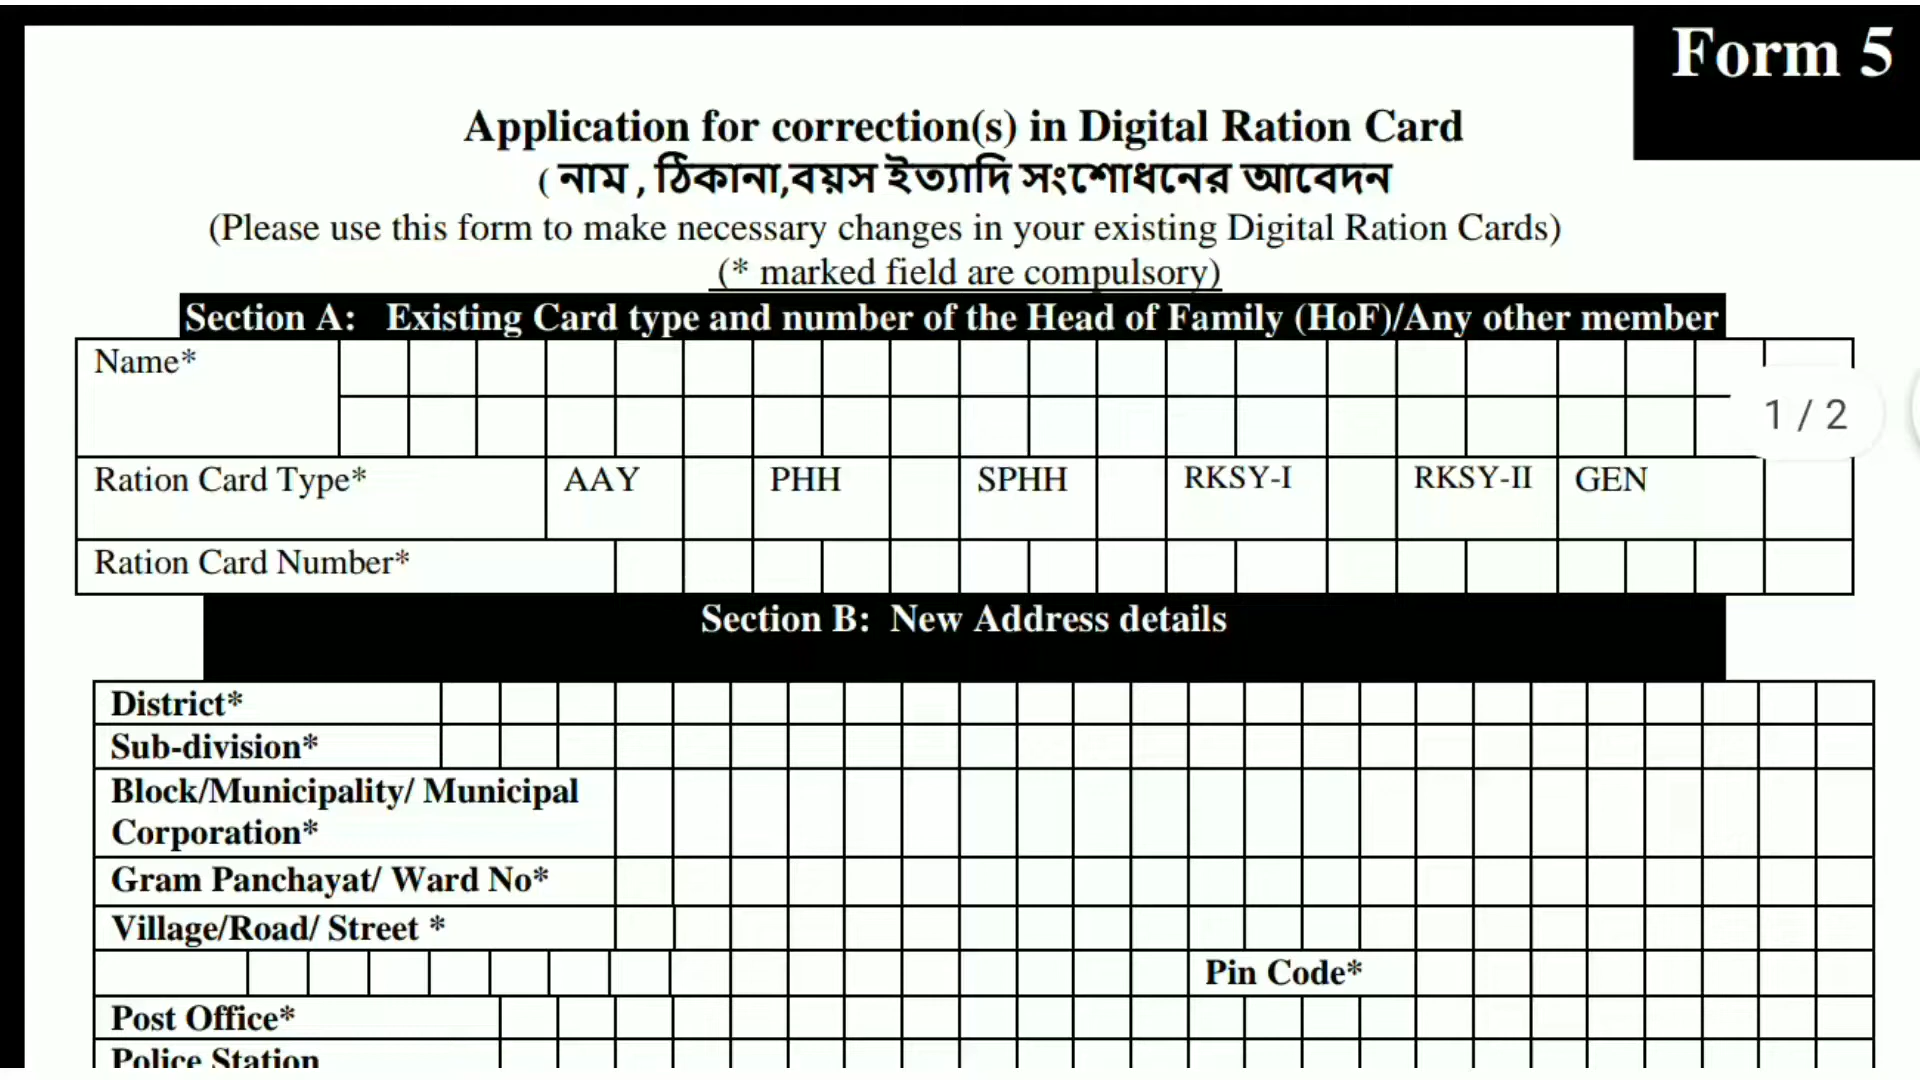 Form 5
Application for correction(s) in Digital Ration Card
( নাম , ঠিকানা,বয়স ইত্যাদি সংশোধনের আবেদন
(Please use this form to make necessary changes in your existing Digital Ration Cards)
(* marked field are compulsory)
Section A: Existing Card type and number of the Head of Family (HoF)/Any other member
Name*
1 / 2
Ration Card Type* AAY PHH SPHH RKSY-I RKSY-II GEN
Ration Card Number*
Section B: New Address details
District*
Sub-division*
Block/Municipality/ Municipal
Corporation*
Gram Panchayat/ Ward No*
Village/Road/ Street *
Pin Code*
Post Office*
Police Station